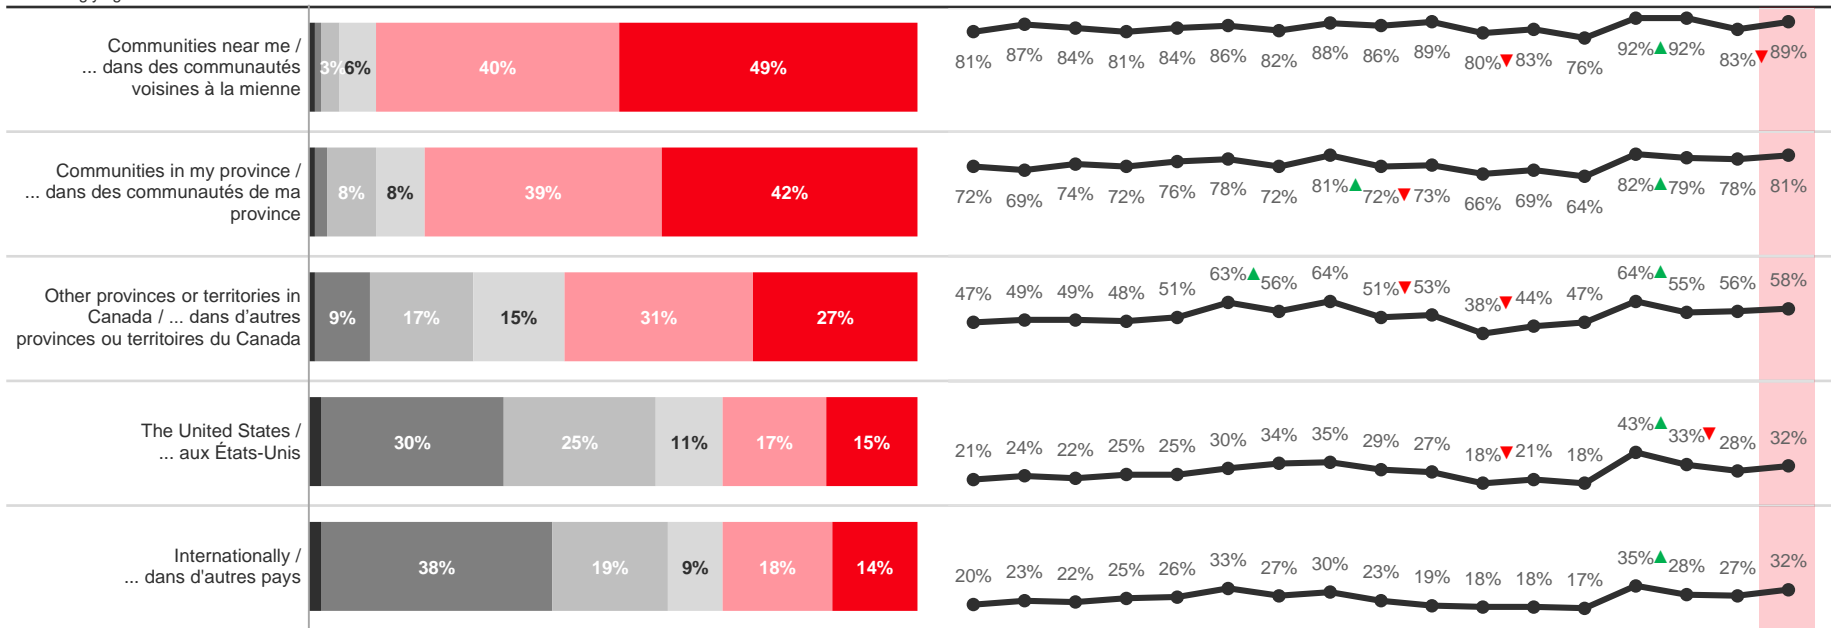 Communities near me /
... dans des communautés
voisines à la mienne
3% 6% 40% 49%
81% 87% 84% 81% 84% 86% 82% 88% 86% 89% 80% 83% 76% 92% 92% 83% 89%
Communities in my province /
... dans des communautés de ma
province
8% 8% 39% 42%
72% 69% 74% 72% 76% 78% 72% 81% 72% 73% 66% 69% 64% 82% 79% 78% 81%
Other provinces or territories in
Canada / ... dans d’autres
provinces ou territoires du Canada
9% 17% 15% 31% 27%
47% 49% 49% 48% 51% 63% 56% 64% 51% 53% 38% 44% 47% 64% 55% 56% 58%
The United States /
... aux États-Unis
30% 25% 11% 17% 15%
21% 24% 22% 25% 25% 30% 34% 35% 29% 27% 18% 21% 18% 43% 33% 28% 32%
Internationally /
... dans d'autres pays
38% 19% 9% 18% 14%
20% 23% 22% 25% 26% 33% 27% 30% 23% 19% 18% 18% 17% 35% 28% 27% 32%